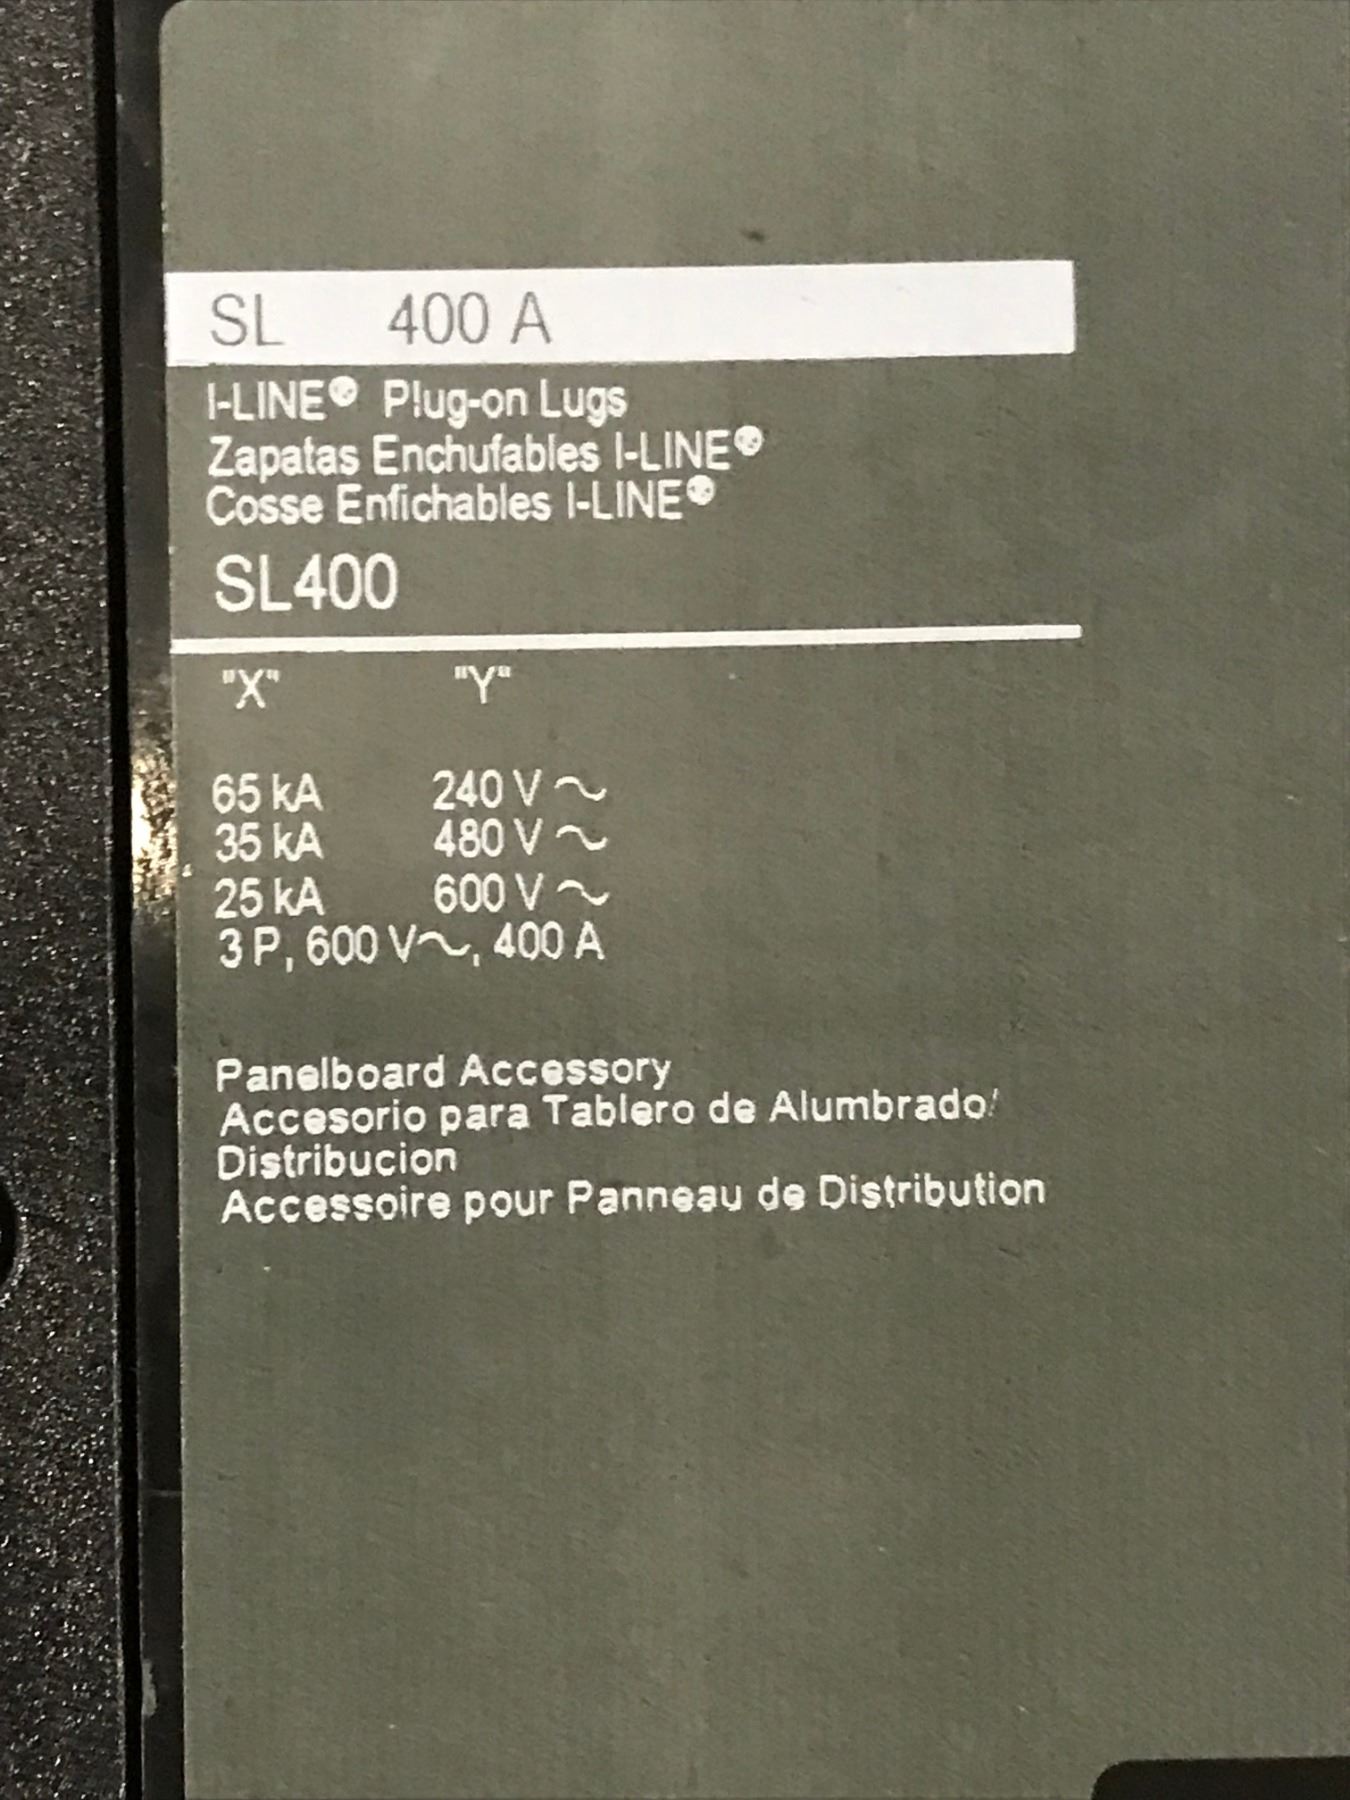 SL 400 A
I-LINE® Plug-on Lugs
Zapatas Enchufables I-LINE®
Cosse Enfichables I-LINE®
SL400
"X" "Y"
65 kA 240 V ~
35 kA 480 V ~
25 kA 600 V ~
3 P, 600 V~, 400 A
Panelboard Accessory
Accesorio para Tablero de Alumbrado/
Distribucion
Accessoire pour Panneau de Distribution